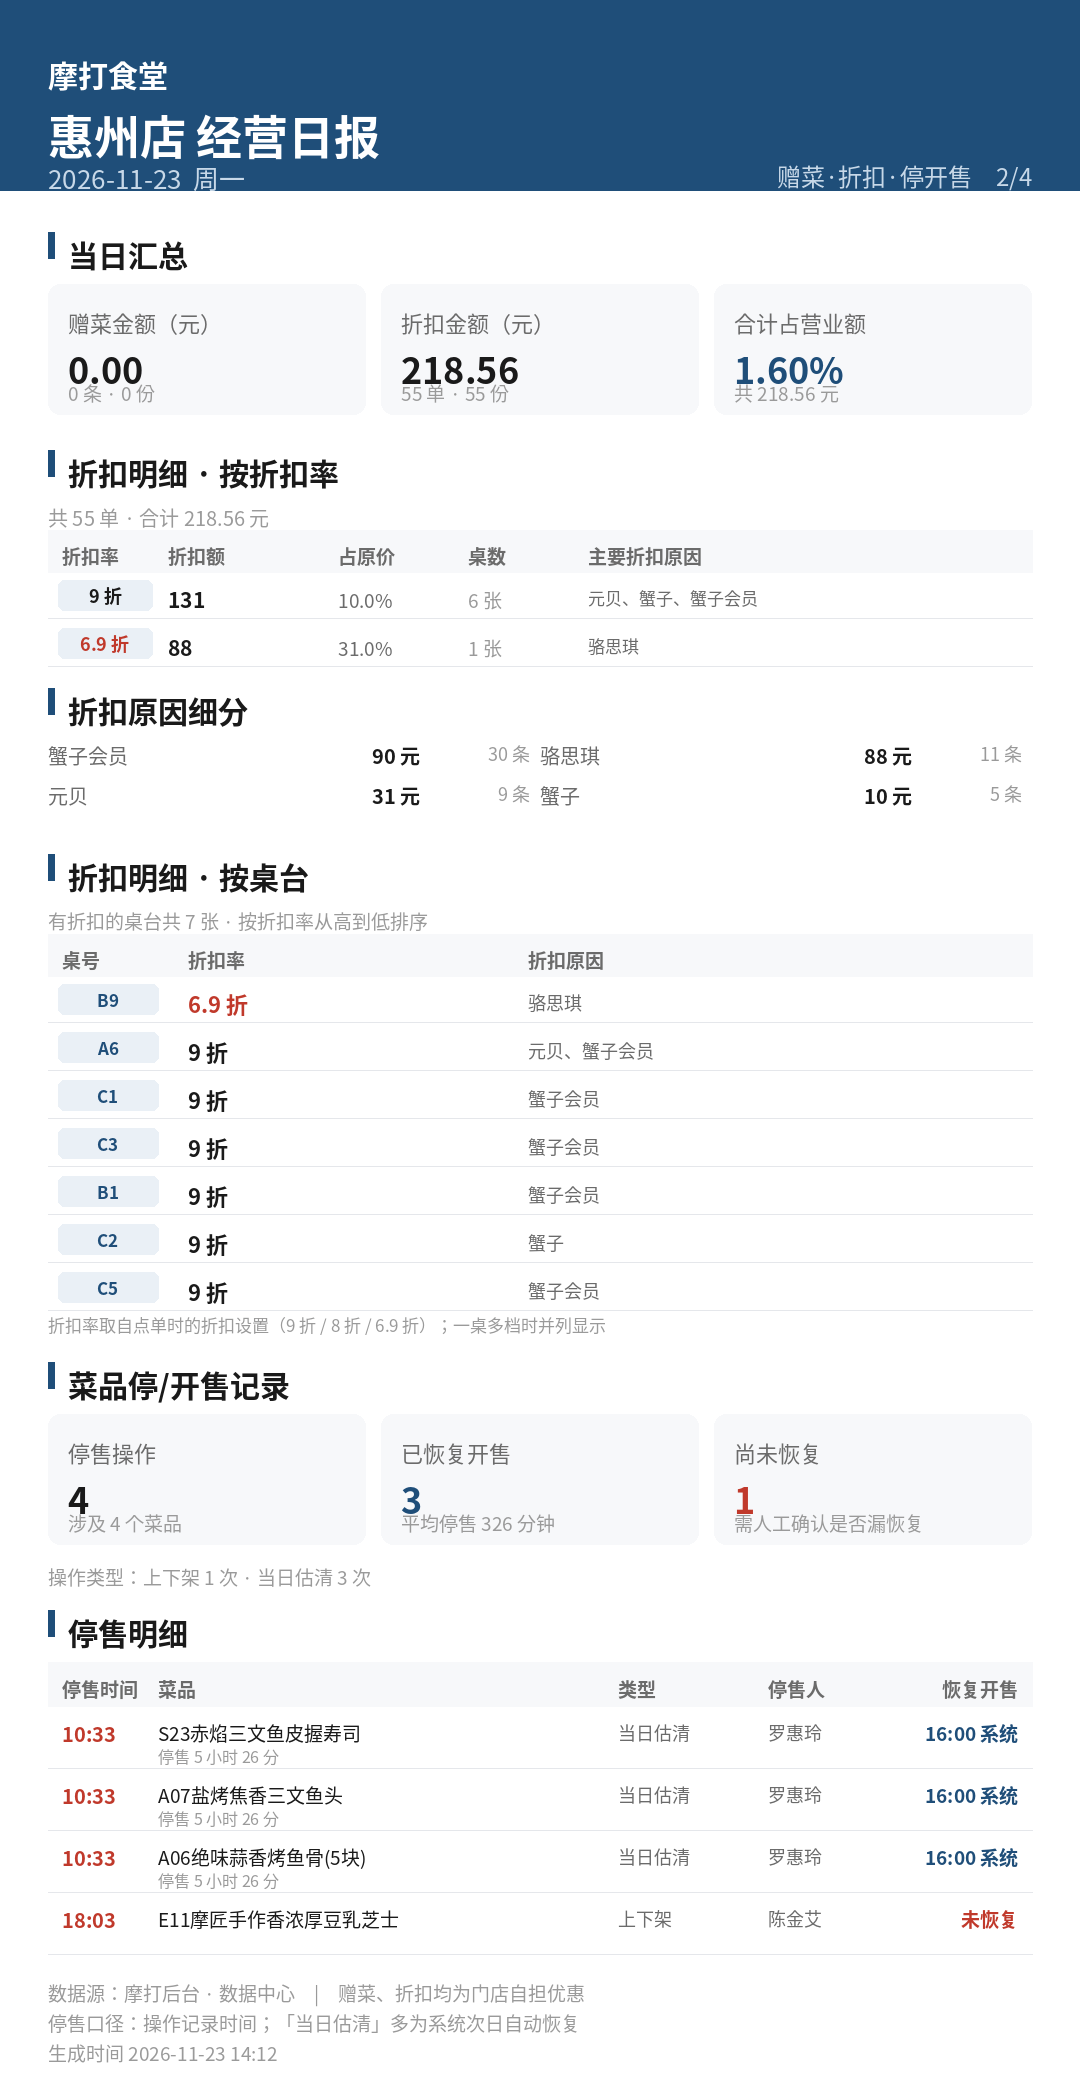 摩打食堂
惠州店 经营日报
2026-11-23 周一
赠菜·折扣·停开售 2/4
当日汇总
赠菜金额（元） 折扣金额（元） 合计占营业额
0.00 218.56 1.60%
0 条 · 0 份 55 单 · 55 份 共 218.56 元
折扣明细 · 按折扣率
共 55 单 · 合计 218.56 元
折扣率 折扣额 占原价 桌数 主要折扣原因
9 折 131 10.0% 6 张 元贝、蟹子、蟹子会员
6.9 折 88 31.0% 1 张 骆思琪
折扣原因细分
蟹子会员 90 元 30 条 骆思琪 88 元 11 条
元贝 31 元 9 条 蟹子 10 元 5 条
折扣明细 · 按桌台
有折扣的桌台共 7 张 · 按折扣率从高到低排序
桌号 折扣率 折扣原因
B9 6.9 折 骆思琪
A6 9 折 元贝、蟹子会员
C1 9 折 蟹子会员
C3 9 折 蟹子会员
B1 9 折 蟹子会员
C2 9 折 蟹子
C5 9 折 蟹子会员
折扣率取自点单时的折扣设置（9 折 / 8 折 / 6.9 折）；一桌多档时并列显示
菜品停/开售记录
停售操作 已恢复开售 尚未恢复
4 3 1
涉及 4 个菜品 平均停售 326 分钟 需人工确认是否漏恢复
操作类型：上下架 1 次 · 当日估清 3 次
停售明细
停售时间 菜品 类型 停售人 恢复开售
10:33 S23赤焰三文鱼皮握寿司 当日估清 罗惠玲 16:00 系统
停售 5 小时 26 分
10:33 A07盐烤焦香三文鱼头 当日估清 罗惠玲 16:00 系统
停售 5 小时 26 分
10:33 A06绝味蒜香烤鱼骨(5块) 当日估清 罗惠玲 16:00 系统
停售 5 小时 26 分
18:03 E11摩匠手作香浓厚豆乳芝士 上下架 陈金艾 未恢复
数据源：摩打后台 · 数据中心 | 赠菜、折扣均为门店自担优惠
停售口径：操作记录时间；「当日估清」多为系统次日自动恢复
生成时间 2026-11-23 14:12